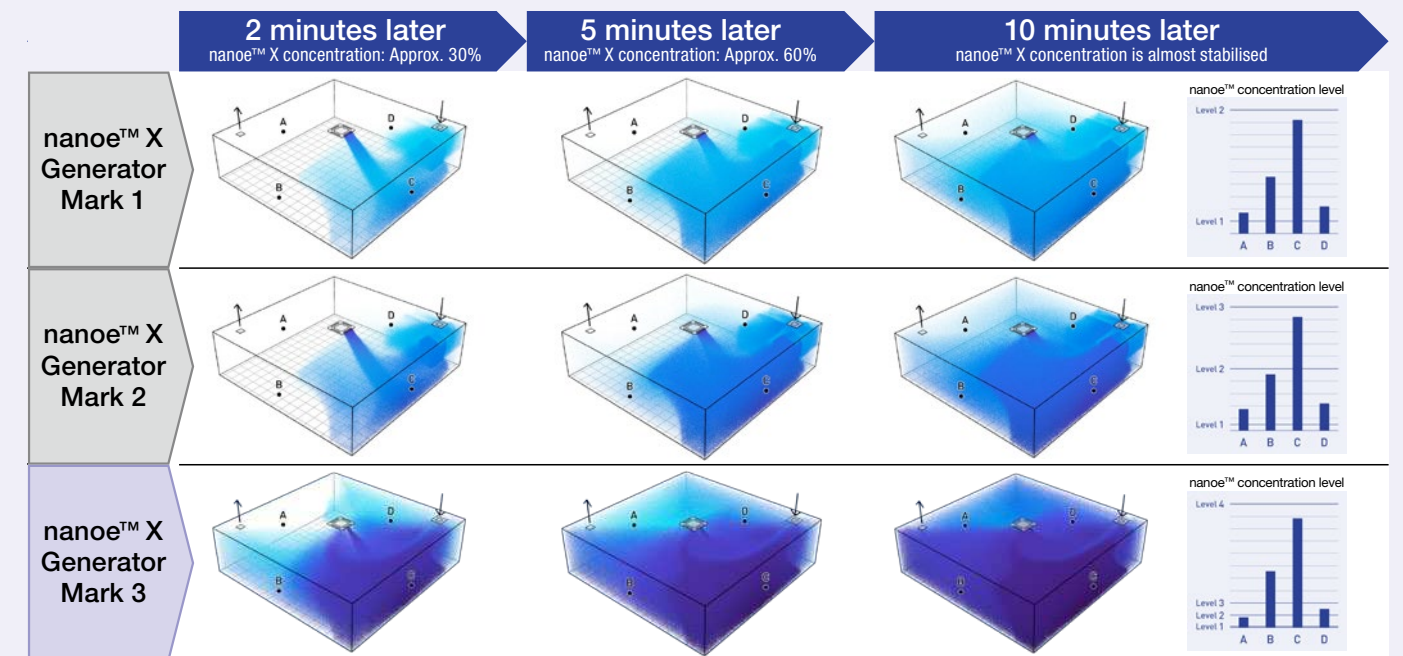 2 minutes later
nanoe™ X concentration: Approx. 30%
5 minutes later
nanoe™ X concentration: Approx. 60%
10 minutes later
nanoe™ X concentration is almost stabilised
nanoe™ X
Generator
Mark 1
A
D
B
C
A
D
B
C
A
D
B
C
nanoe™ concentration level
Level 2
Level 1
A B C D
nanoe™ X
Generator
Mark 2
A
D
B
C
A
D
B
C
A
D
B
C
nanoe™ concentration level
Level 3
Level 2
Level 1
A B C D
nanoe™ X
Generator
Mark 3
A
D
B
C
A
D
B
C
A
D
B
C
nanoe™ concentration level
Level 4
Level 3
Level 2
Level 1
A B C D